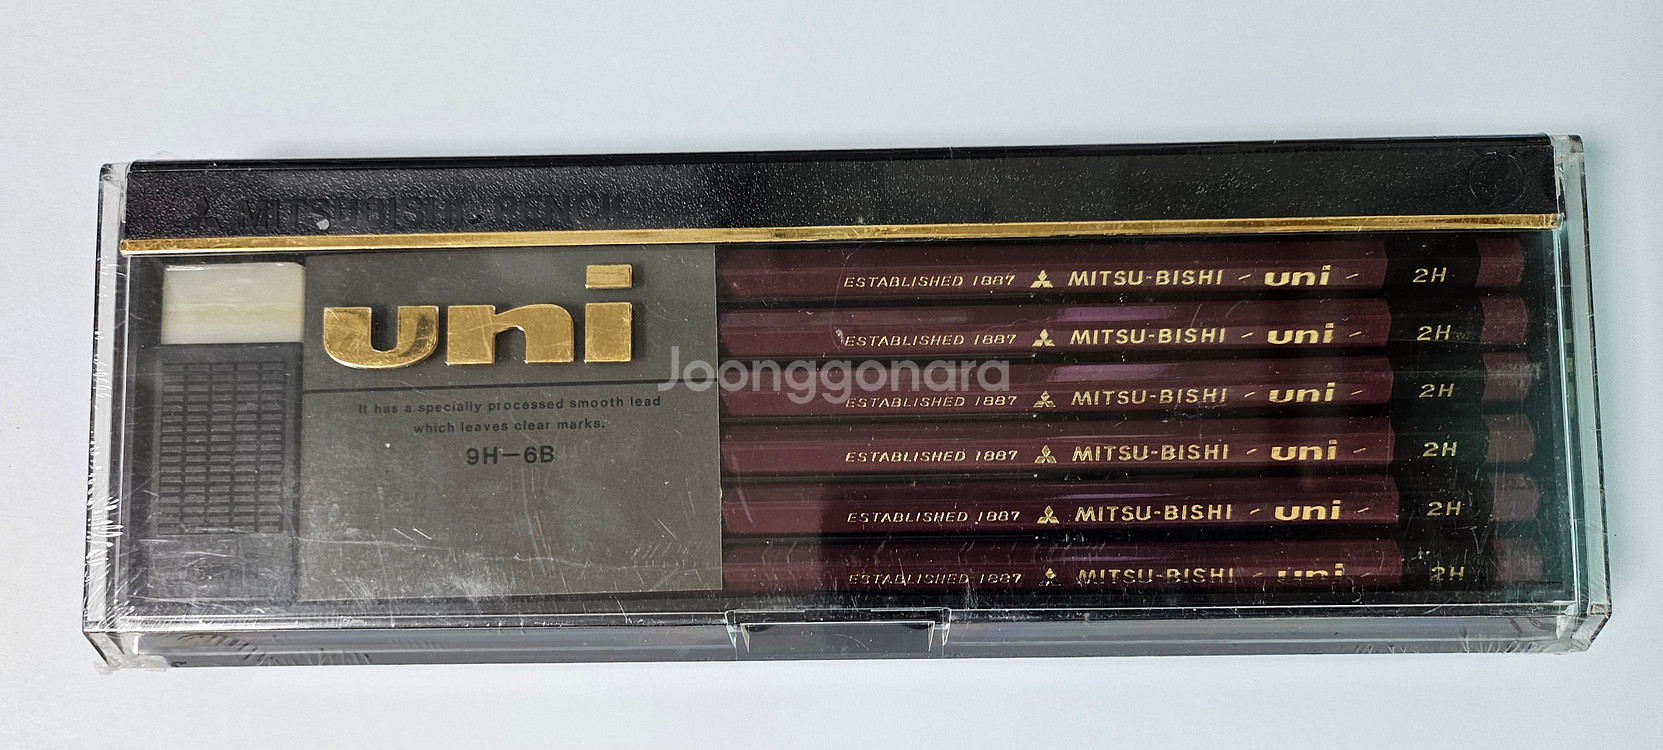 MITSUBISHI PENCIL
uni
It has a specially processed smooth lead
which leaves clear marks.
9H—6B
Joonggonara
ESTABLISHED 1887 MITSU-BISHI - uni - 2H
ESTABLISHED 1887 MITSU-BISHI - uni - 2H
ESTABLISHED 1887 MITSU-BISHI - uni - 2H
ESTABLISHED 1887 MITSU-BISHI - uni - 2H
ESTABLISHED 1887 MITSU-BISHI - uni - 2H
ESTABLISHED 1887 MITSU-BISHI - uni - 2H